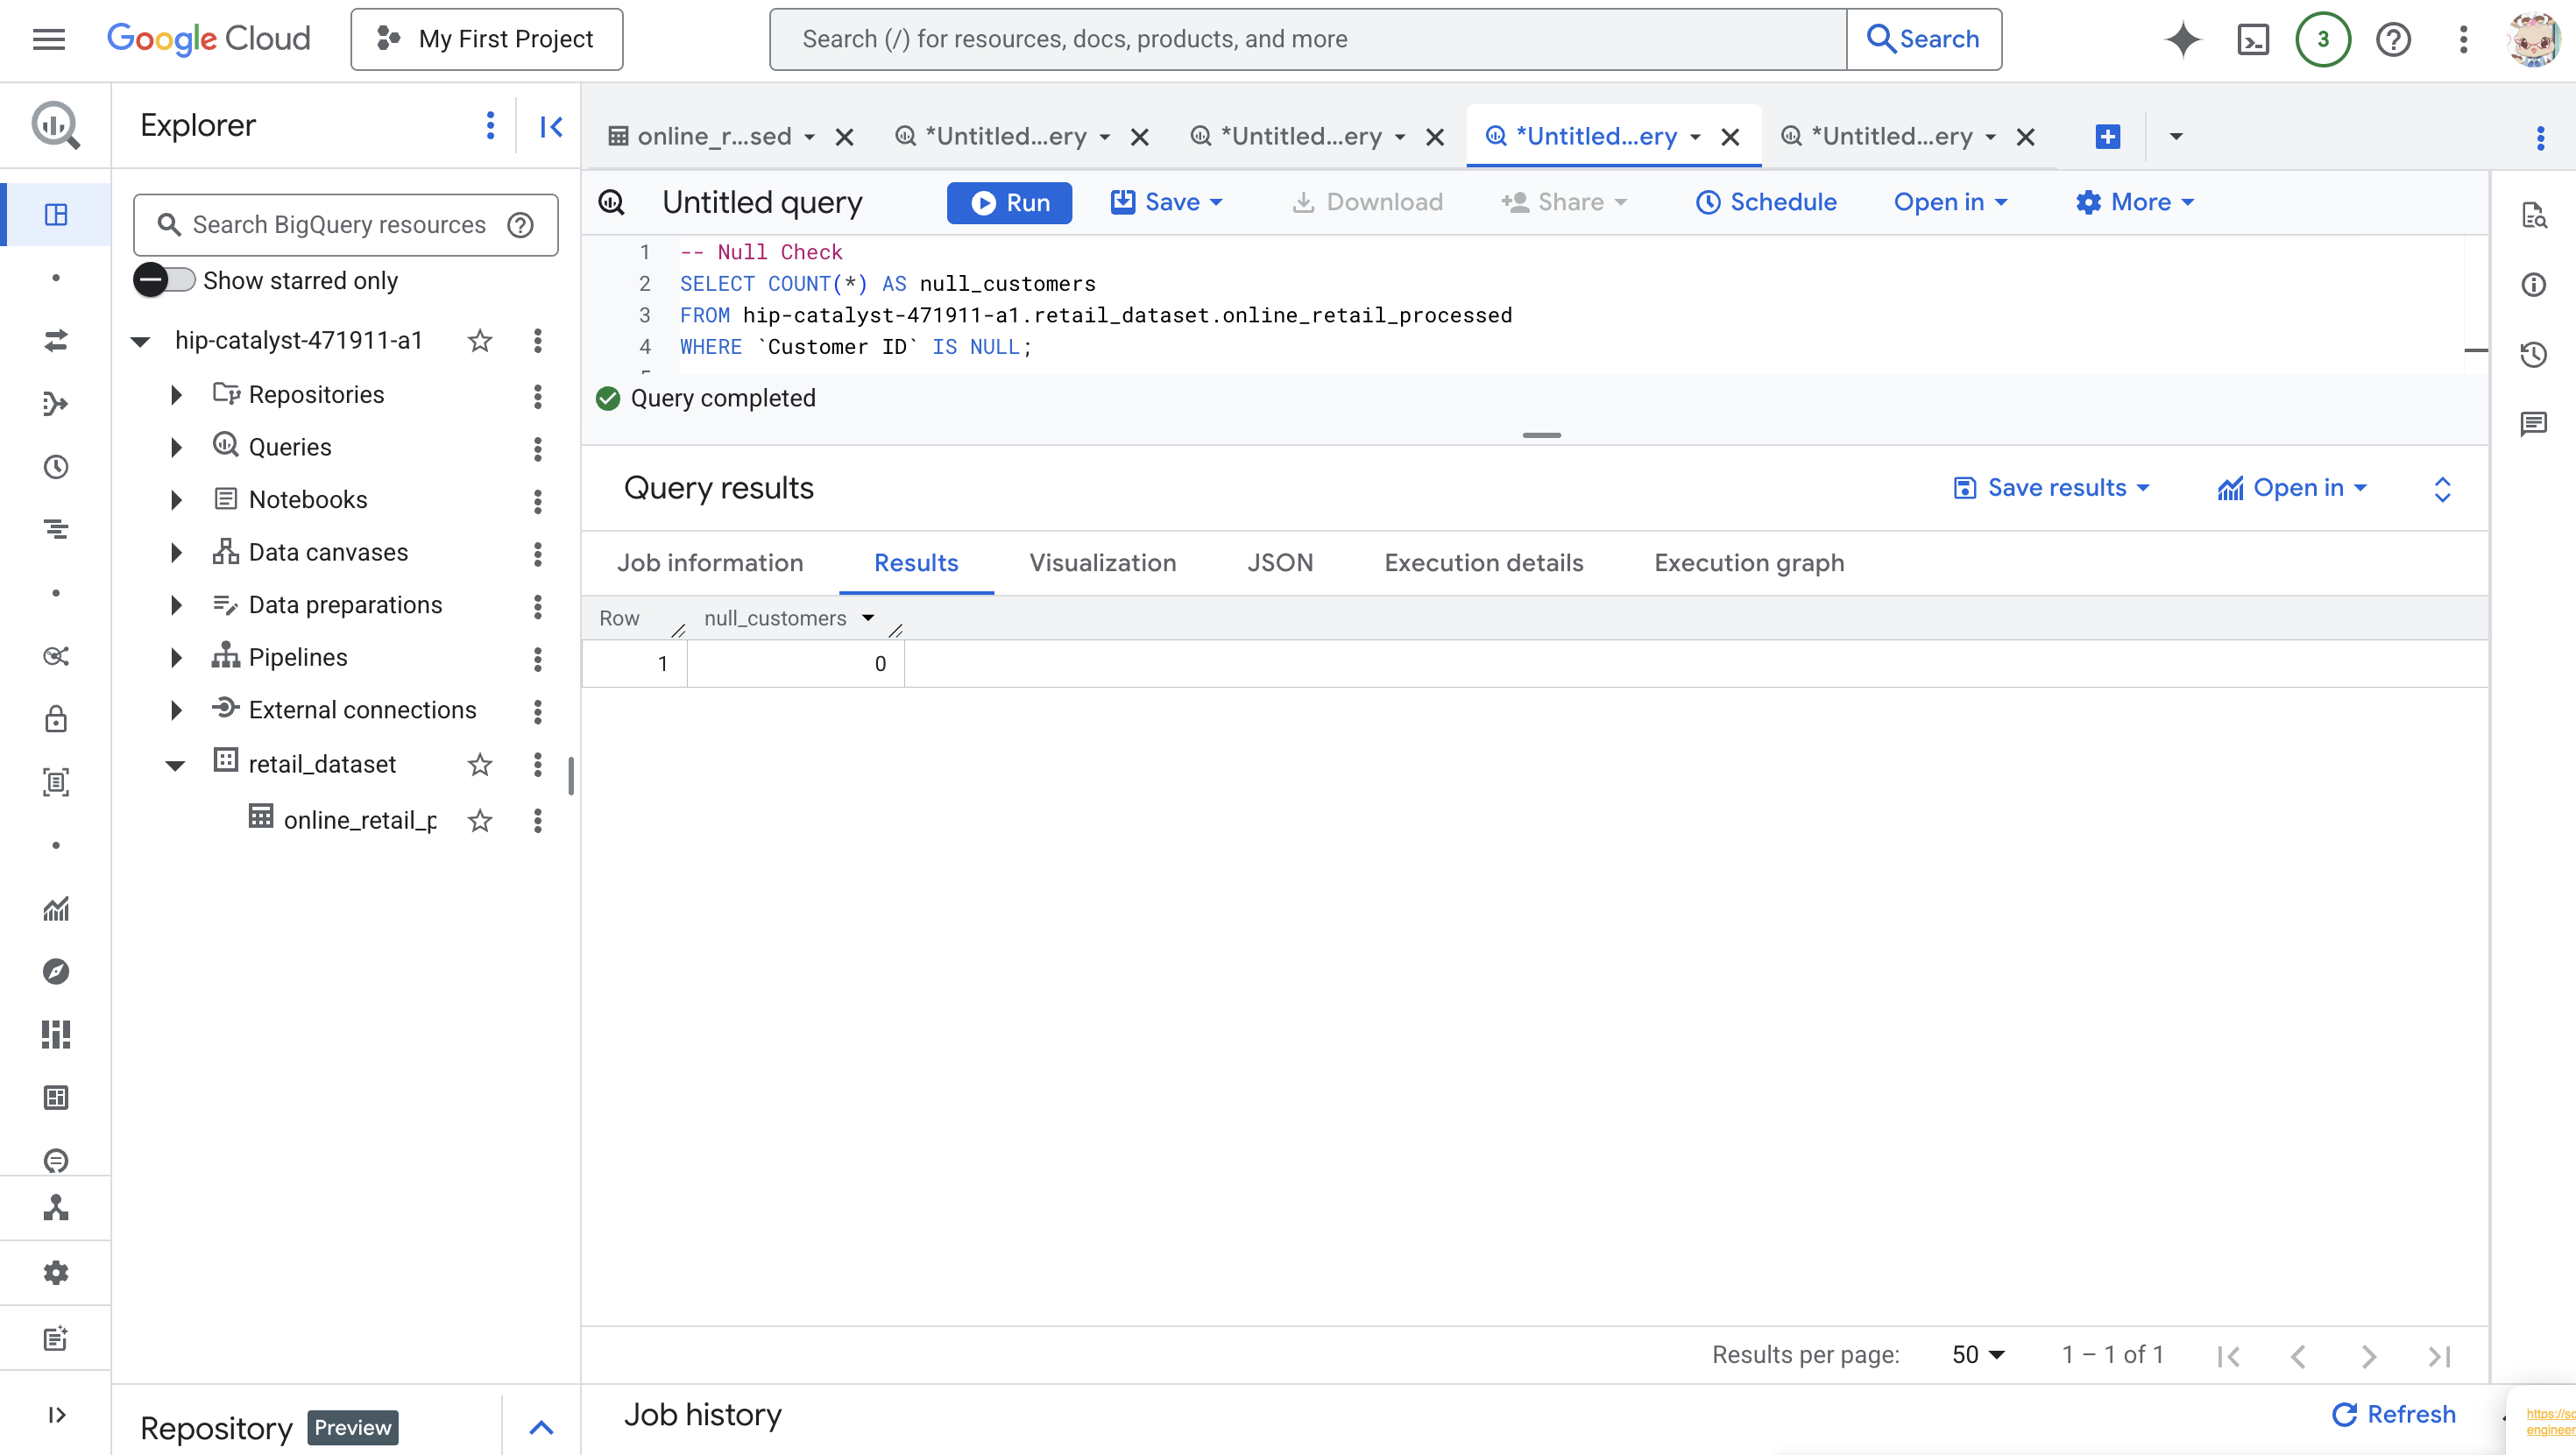 Google Cloud
My First Project
Search (/) for resources, docs, products, and more
Search
3
Explorer
Search BigQuery resources
Show starred only
hip-catalyst-471911-a1
Repositories
Queries
Notebooks
Data canvases
Data preparations
Pipelines
External connections
retail_dataset
online_retail_p
Repository Preview
online_r...sed
*Untitled...ery
*Untitled...ery
*Untitled...ery
*Untitled...ery
Untitled query
Run
Save
Download
Share
Schedule
Open in
More
1 -- Null Check
2 SELECT COUNT(*) AS null_customers
3 FROM hip-catalyst-471911-a1.retail_dataset.online_retail_processed
4 WHERE `Customer ID` IS NULL;
Query completed
Query results
Save results
Open in
Job information
Results
Visualization
JSON
Execution details
Execution graph
Row null_customers
1 0
Results per page: 50 1 – 1 of 1
Job history
Refresh
engineer